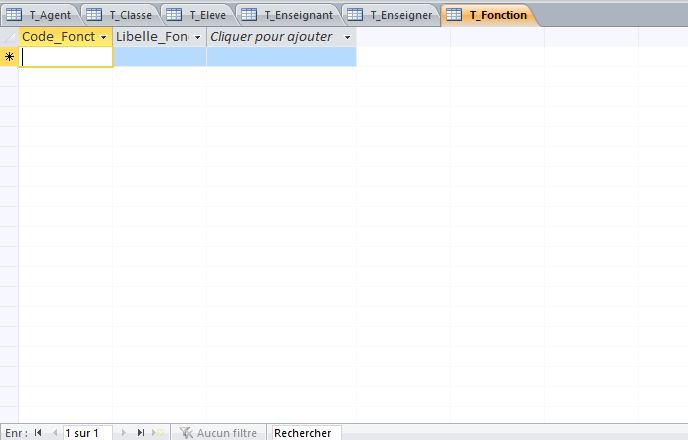 T_Agent T_Classe T_Eleve T_Enseignant T_Enseigner T_Fonction
Code_Fonct Libelle_Fon Cliquer pour ajouter
Enr : 1 sur 1 Aucun filtre Rechercher